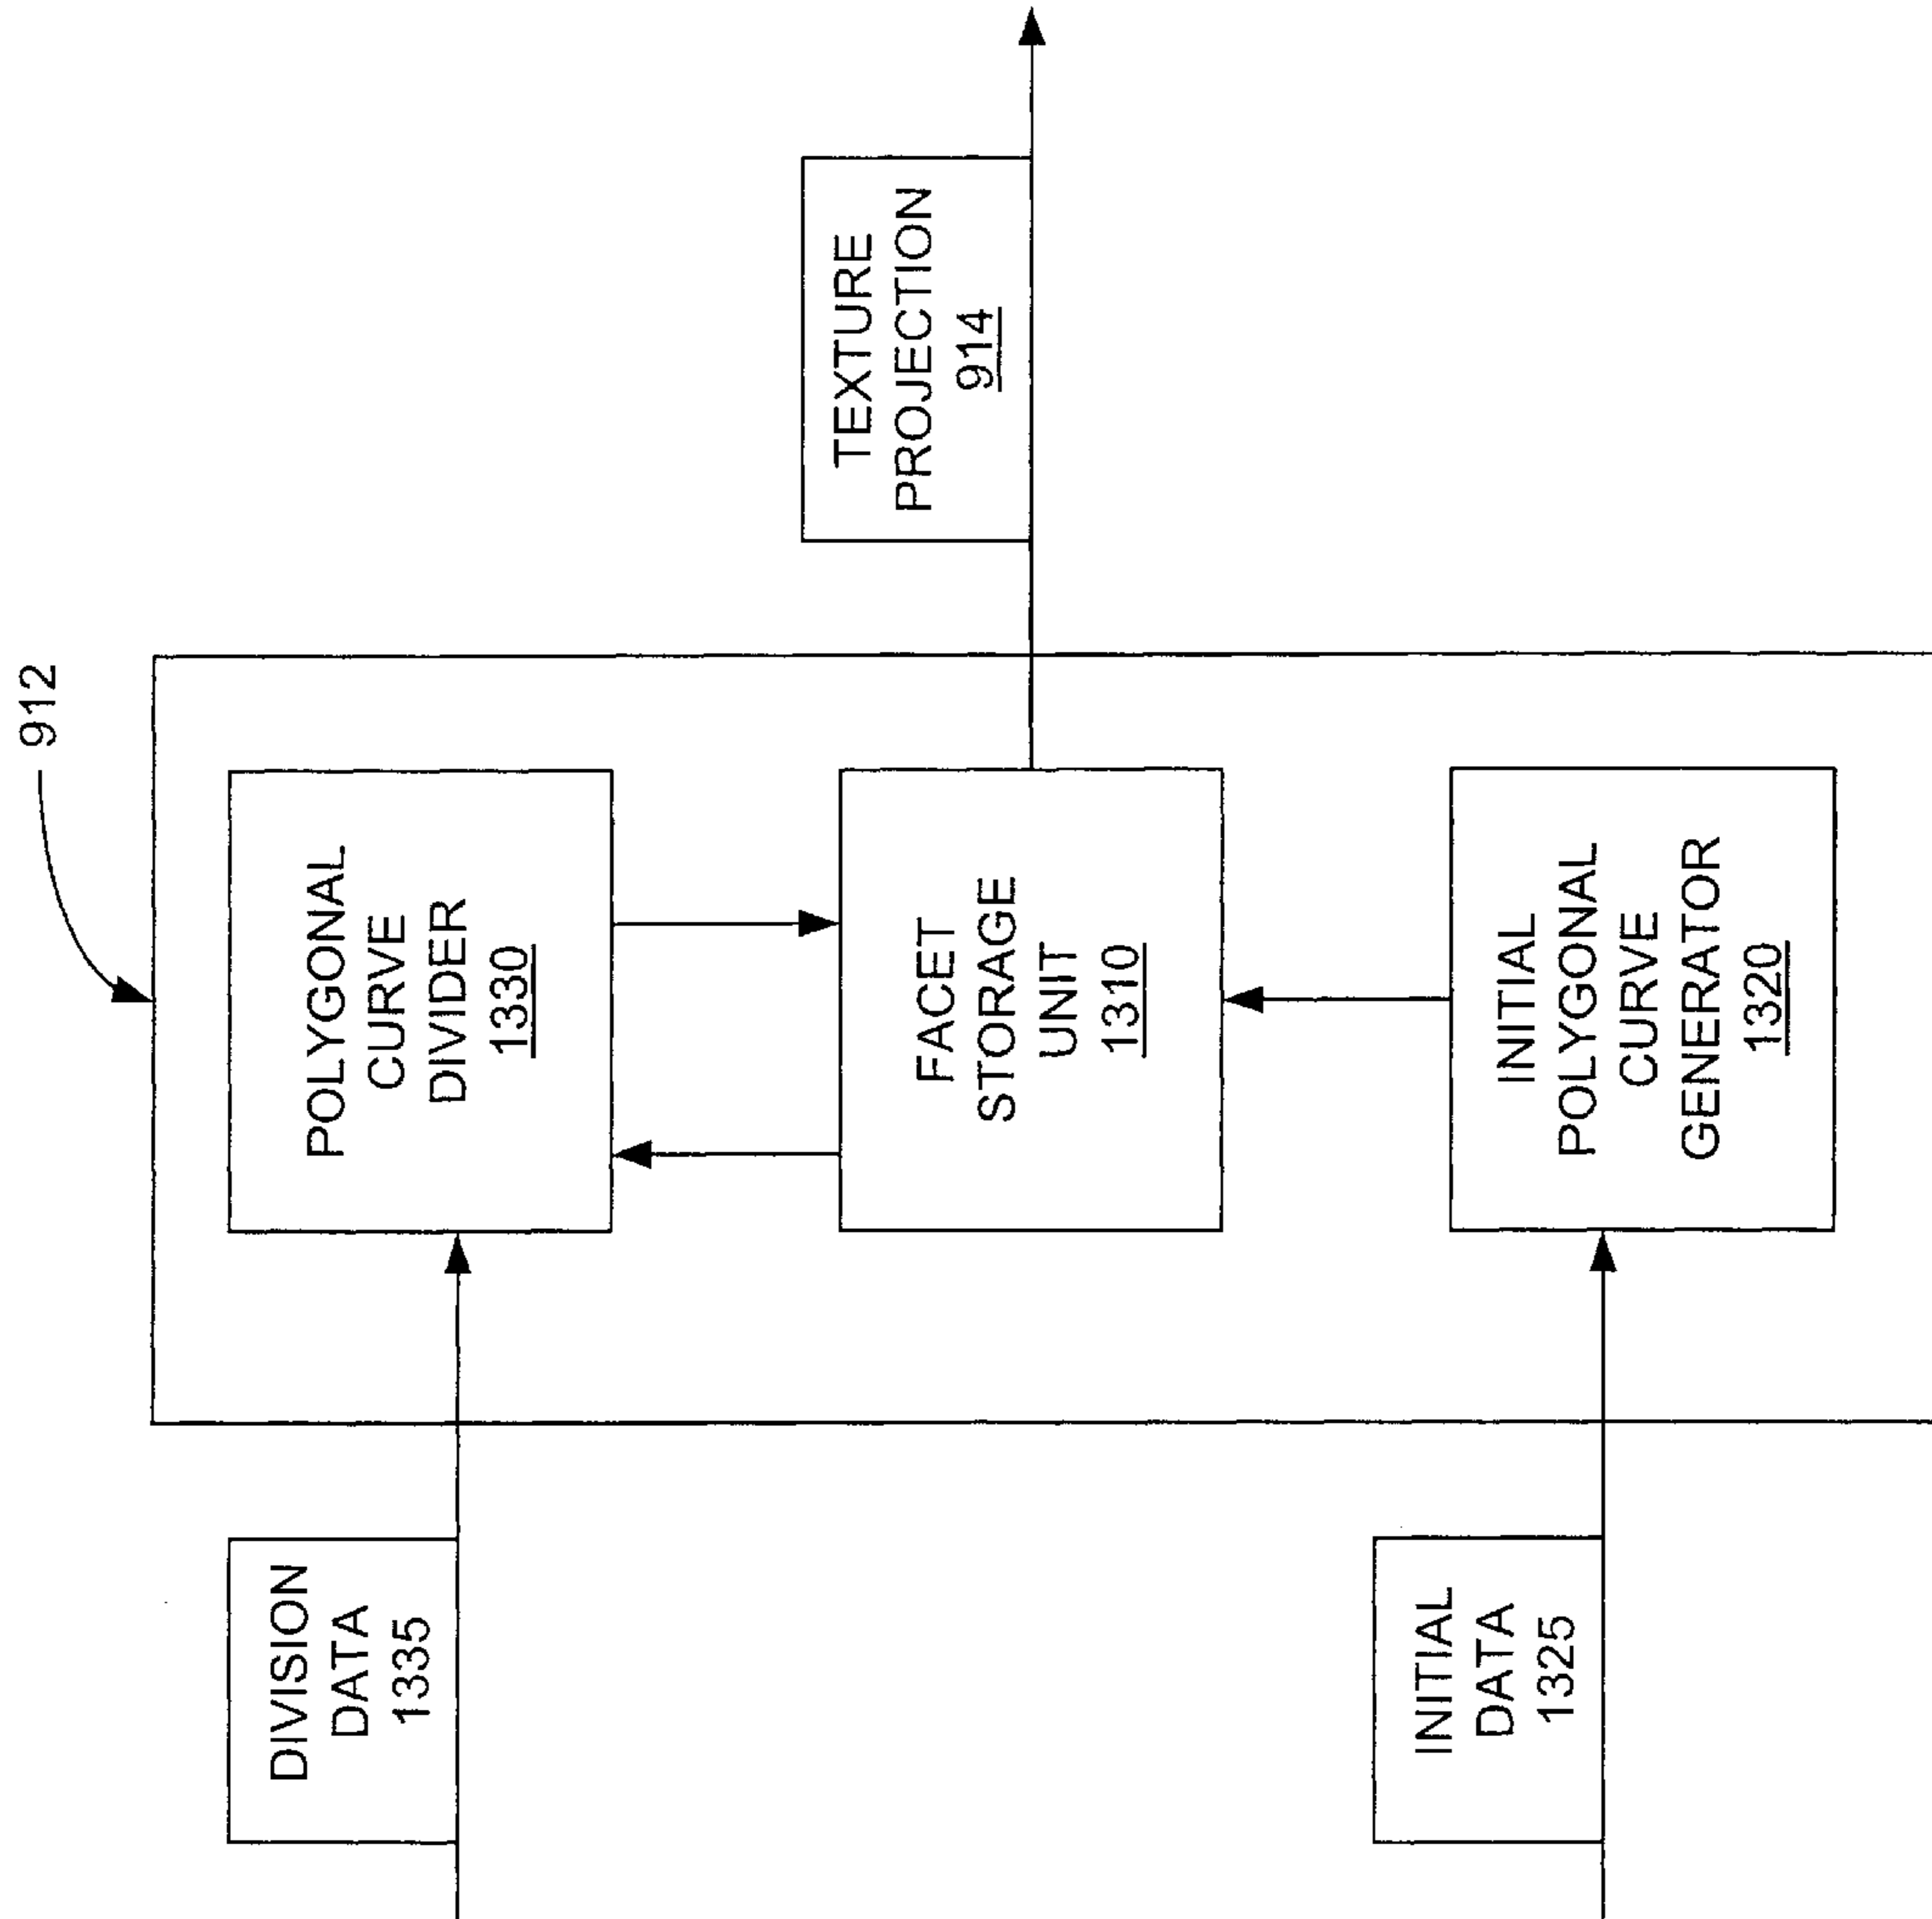 912
DIVISION
DATA
1335
POLYGONAL
CURVE
DIVIDER
1330
TEXTURE
PROJECTION
914
FACET
STORAGE
UNIT
1310
INITIAL
DATA
1325
INITIAL
POLYGONAL
CURVE
GENERATOR
1320